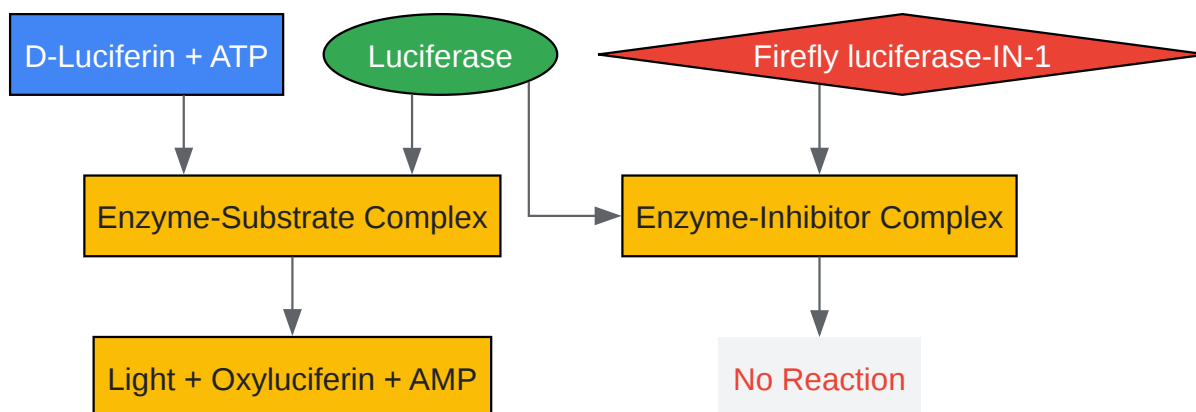 D-Luciferin + ATP
Luciferase
Firefly luciferase-IN-1
Enzyme-Substrate Complex
Enzyme-Inhibitor Complex
Light + Oxyluciferin + AMP
No Reaction